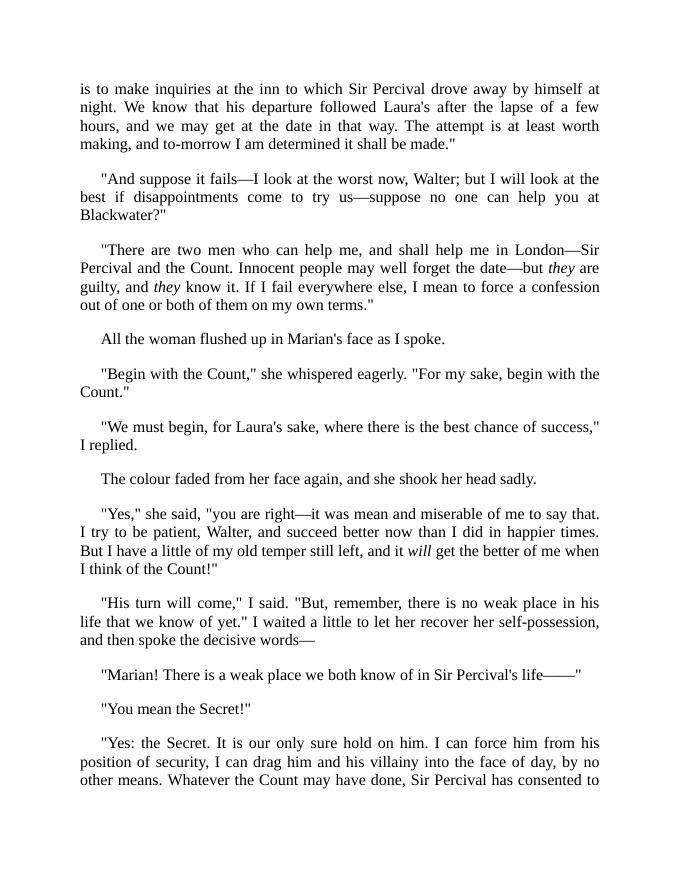 is to make inquiries at the inn to which Sir Percival drove away by himself at
night. We know that his departure followed Laura's after the lapse of a few
hours, and we may get at the date in that way. The attempt is at least worth
making, and to-morrow I am determined it shall be made."
"And suppose it fails—I look at the worst now, Walter; but I will look at the
best if disappointments come to try us—suppose no one can help you at
Blackwater?"
"There are two men who can help me, and shall help me in London—Sir
Percival and the Count. Innocent people may well forget the date—but they are
guilty, and they know it. If I fail everywhere else, I mean to force a confession
out of one or both of them on my own terms."
All the woman flushed up in Marian's face as I spoke.
"Begin with the Count," she whispered eagerly. "For my sake, begin with the
Count."
"We must begin, for Laura's sake, where there is the best chance of success,"
I replied.
The colour faded from her face again, and she shook her head sadly.
"Yes," she said, "you are right—it was mean and miserable of me to say that.
I try to be patient, Walter, and succeed better now than I did in happier times.
But I have a little of my old temper still left, and it will get the better of me when
I think of the Count!"
"His turn will come," I said. "But, remember, there is no weak place in his
life that we know of yet." I waited a little to let her recover her self-possession,
and then spoke the decisive words—
"Marian! There is a weak place we both know of in Sir Percival's life——"
"You mean the Secret!"
"Yes: the Secret. It is our only sure hold on him. I can force him from his
position of security, I can drag him and his villainy into the face of day, by no
other means. Whatever the Count may have done, Sir Percival has consented to